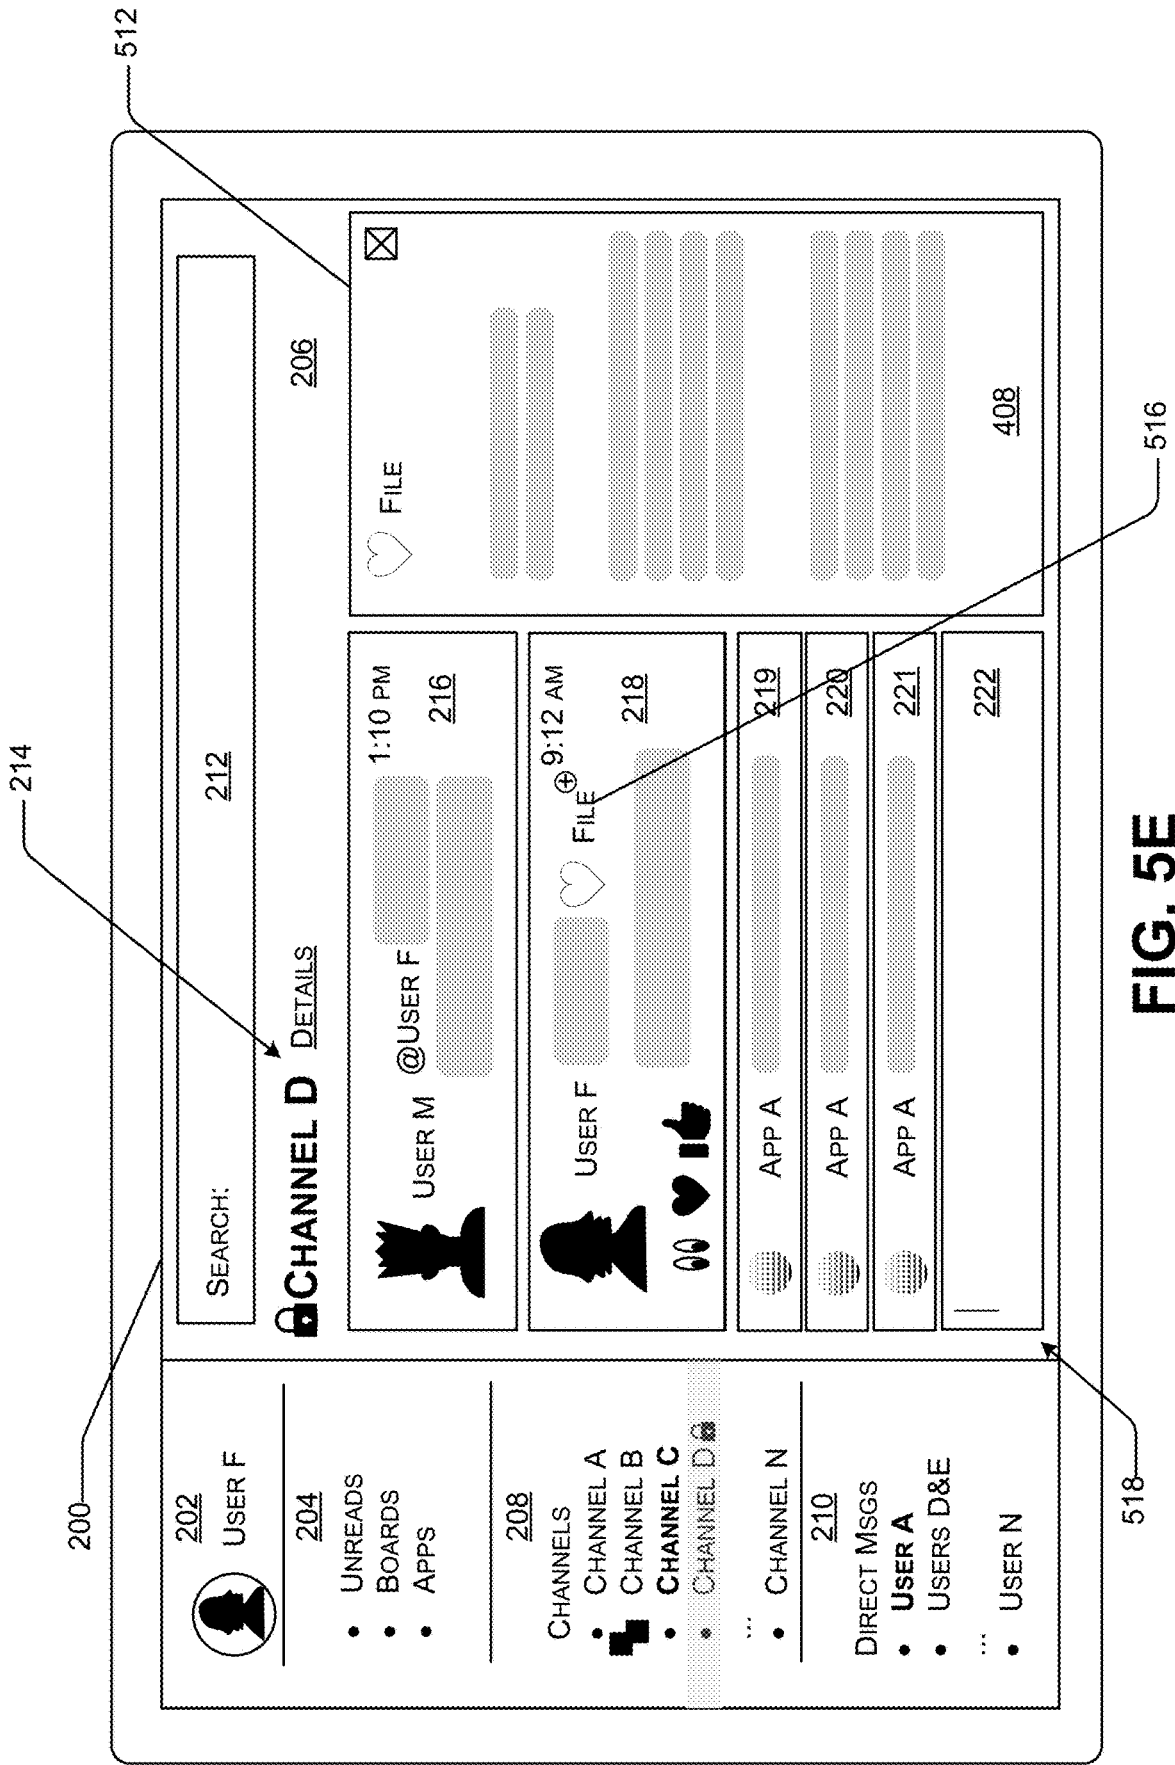 200
214
512
202
USER F
204
• UNREADS
• BOARDS
• APPS
208
CHANNELS
• CHANNEL A
CHANNEL B
• CHANNEL C
• CHANNEL D
...
• CHANNEL N
210
DIRECT MSGS
• USER A
• USERS D&E
...
• USER N
SEARCH:
212
CHANNEL D DETAILS
206
USER M @USER F 1:10 PM
216
USER F FILE 9:12 AM
218
APP A 219
APP A 220
APP A 221
222
FILE
408
518
516
FIG. 5E